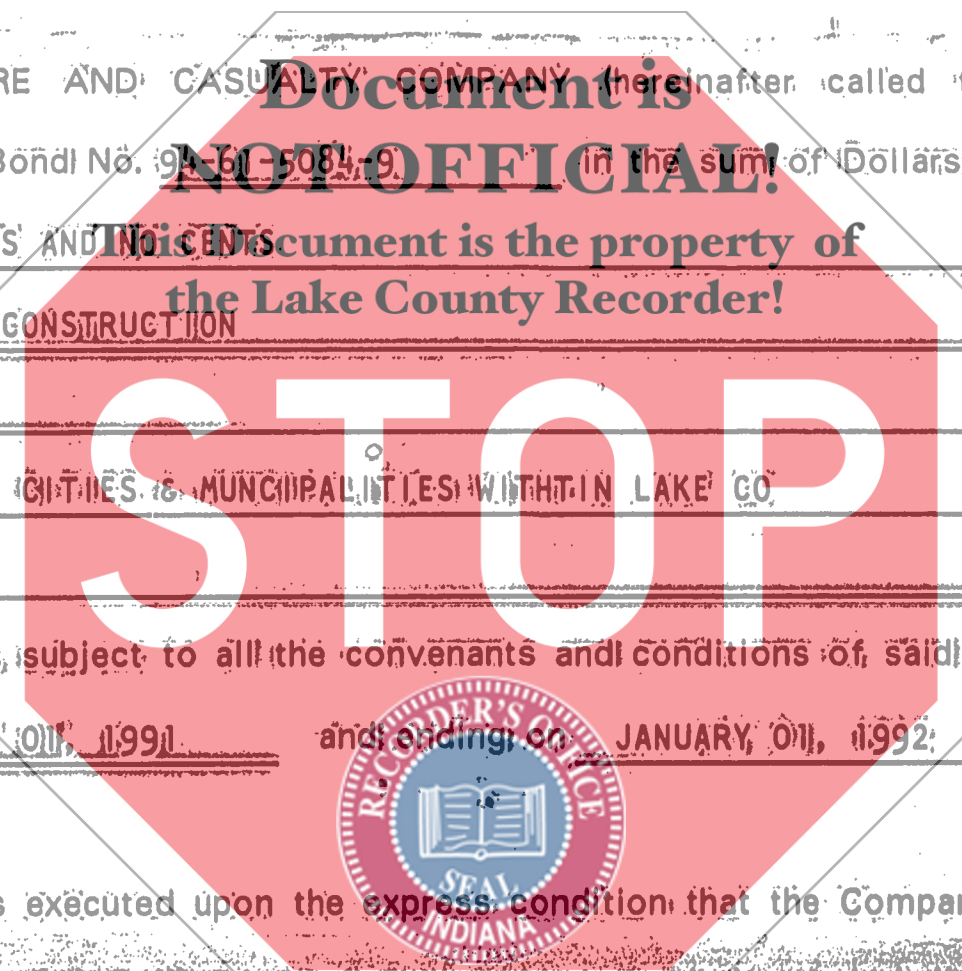 RE AND CASUALTY COMPANY (hereinafter called
Document is
Bond No. 94-61-5084-9 in the sum of Dollars
NOT OFFICIAL!
S AND NO CENTS
This Document is the property of
the Lake County Recorder!
CONSTRUCTION
STOP
CITIES & MUNCIPALITIES WITHTIN LAKE CO
subject to all the convenants and conditions of said
01, 1991 and ending on JANUARY 01, 1992
RECORDER'S OFFICE
SEAL
INDIANA
s executed upon the express condition that the Compan